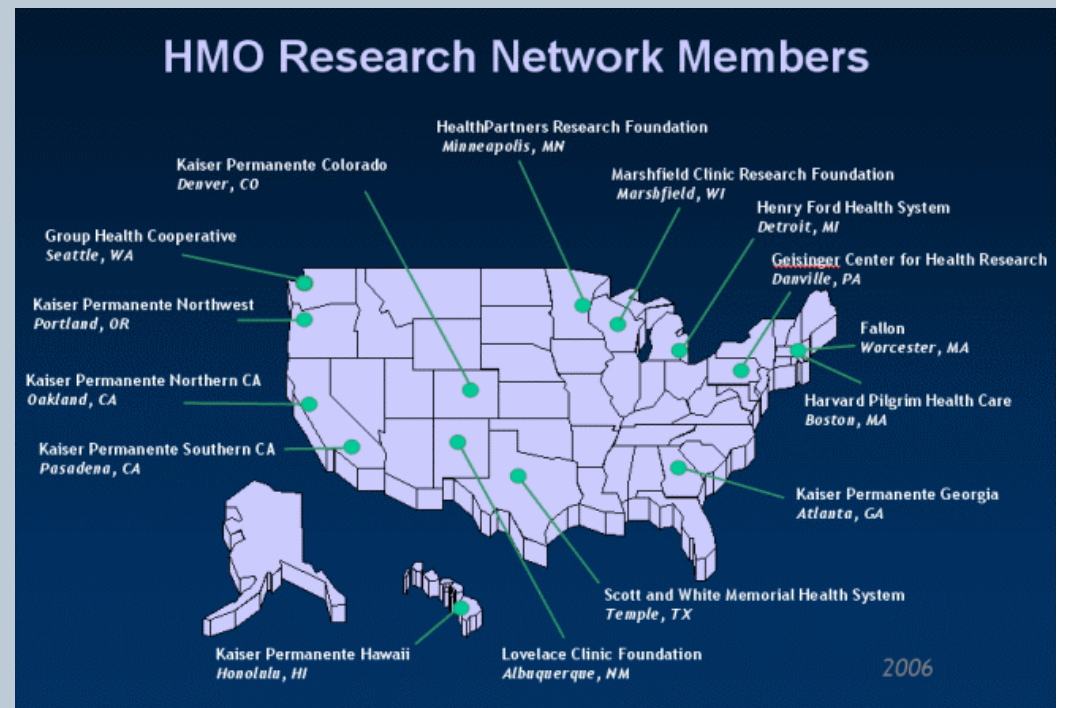 HMO Research Network Members
HealthPartners Research Foundation
Minneapolis, MN
Kaiser Permanente Colorado
Denver, CO
Marshfield Clinic Research Foundation
Marshfield, WI
Henry Ford Health System
Detroit, MI
Group Health Cooperative
Seattle, WA
Geisinger Center for Health Research
Danville, PA
Kaiser Permanente Northwest
Portland, OR
Fallon
Worcester, MA
Kaiser Permanente Northern CA
Oakland, CA
Harvard Pilgrim Health Care
Boston, MA
Kaiser Permanente Southern CA
Pasadena, CA
Kaiser Permanente Georgia
Atlanta, GA
Scott and White Memorial Health System
Temple, TX
Kaiser Permanente Hawaii
Honolulu, HI
Lovelace Clinic Foundation
Albuquerque, NM
2006